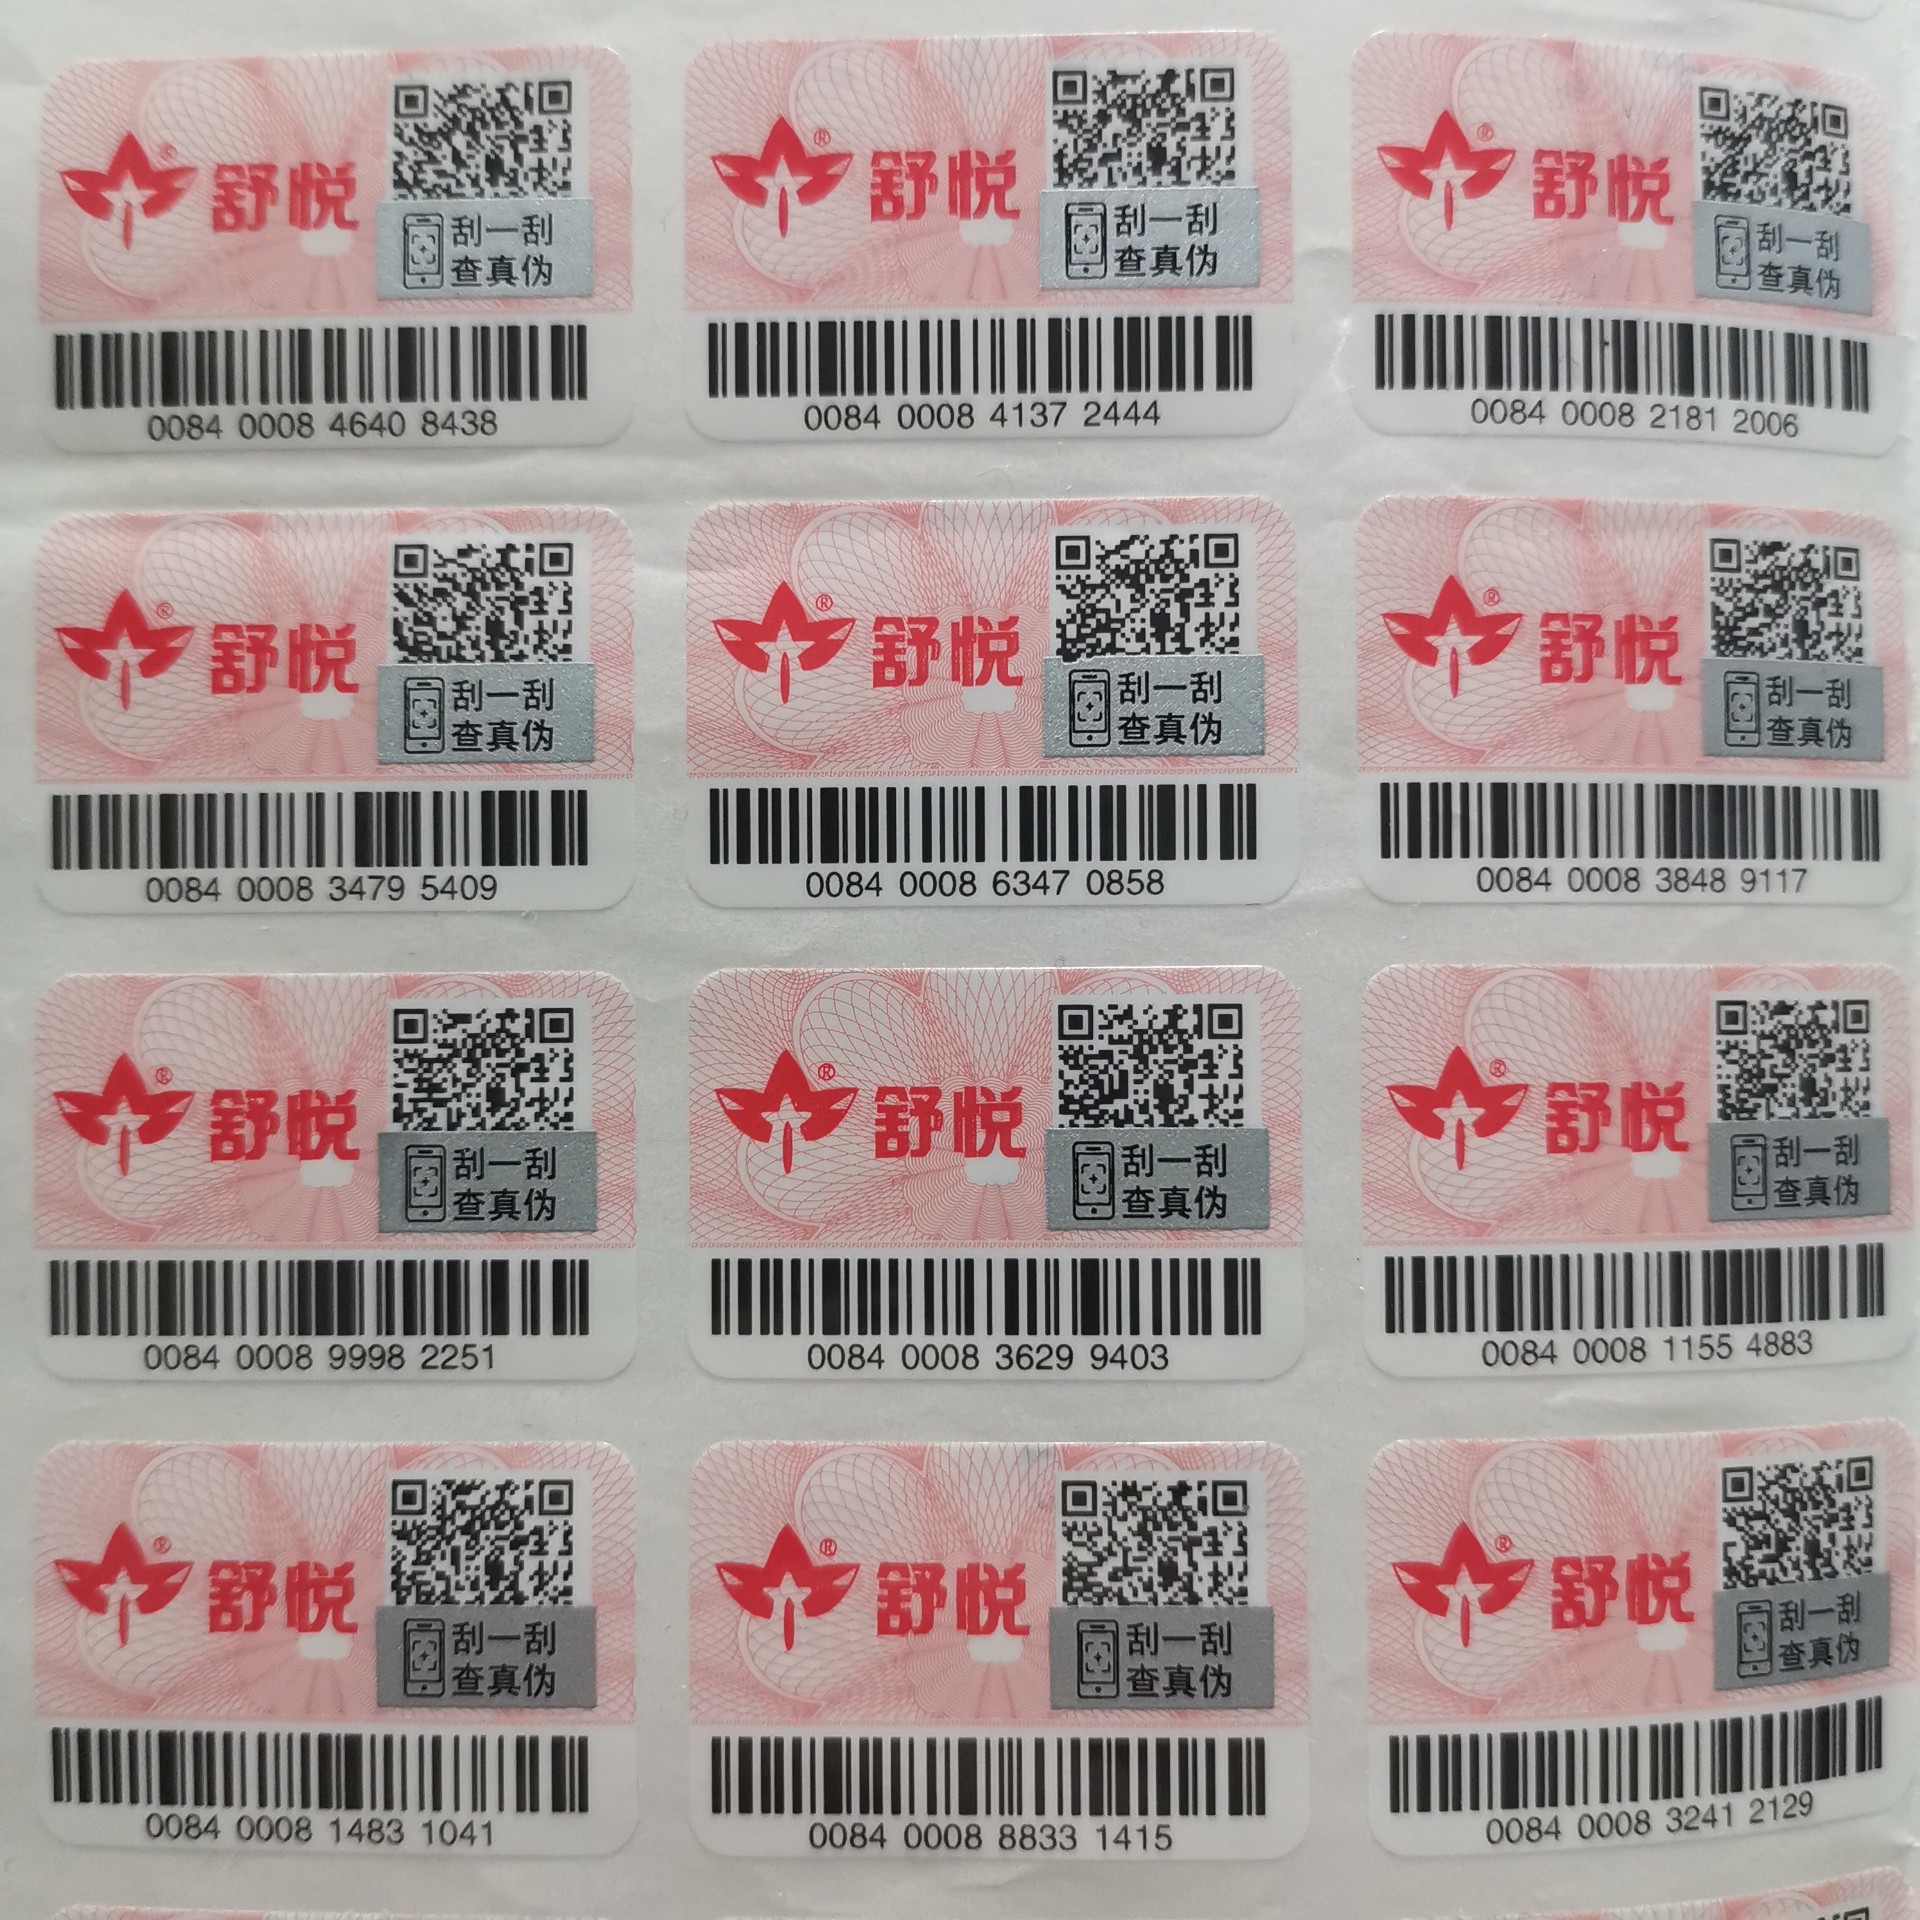 ® 舒悦
刮一刮
查真伪
0084 0008 4640 8438
® 舒悦
刮一刮
查真伪
0084 0008 4137 2444
® 舒悦
刮一刮
查真伪
0084 0008 2181 2006
® 舒悦
刮一刮
查真伪
0084 0008 3479 5409
® 舒悦
刮一刮
查真伪
0084 0008 6347 0858
® 舒悦
刮一刮
查真伪
0084 0008 3848 9117
® 舒悦
刮一刮
查真伪
0084 0008 9998 2251
® 舒悦
刮一刮
查真伪
0084 0008 3629 9403
® 舒悦
刮一刮
查真伪
0084 0008 1155 4883
® 舒悦
刮一刮
查真伪
0084 0008 1483 1041
® 舒悦
刮一刮
查真伪
0084 0008 8833 1415
® 舒悦
刮一刮
查真伪
0084 0008 3241 2129